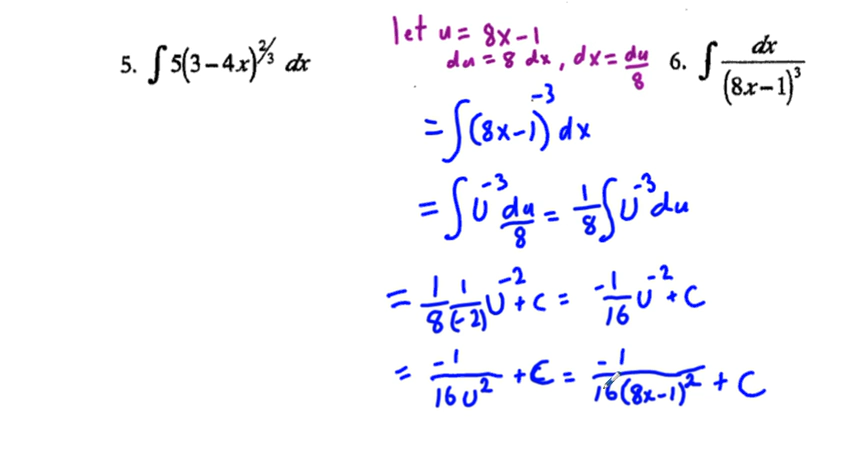 5. ∫ 5(3 − 4x)^{2/3} dx
let u = 8x − 1
du = 8 dx, dx = du/8
6. ∫ dx/(8x − 1)^3
= ∫ (8x − 1)^{-3} dx
= ∫ U^{-3} du/8 = 1/8 ∫ U^{-3} du
= 1/8 1/(-2) U^{-2} + C = -1/16 U^{-2} + C
= -1/(16 U^2) + C = -1/(16(8x − 1)^2) + C